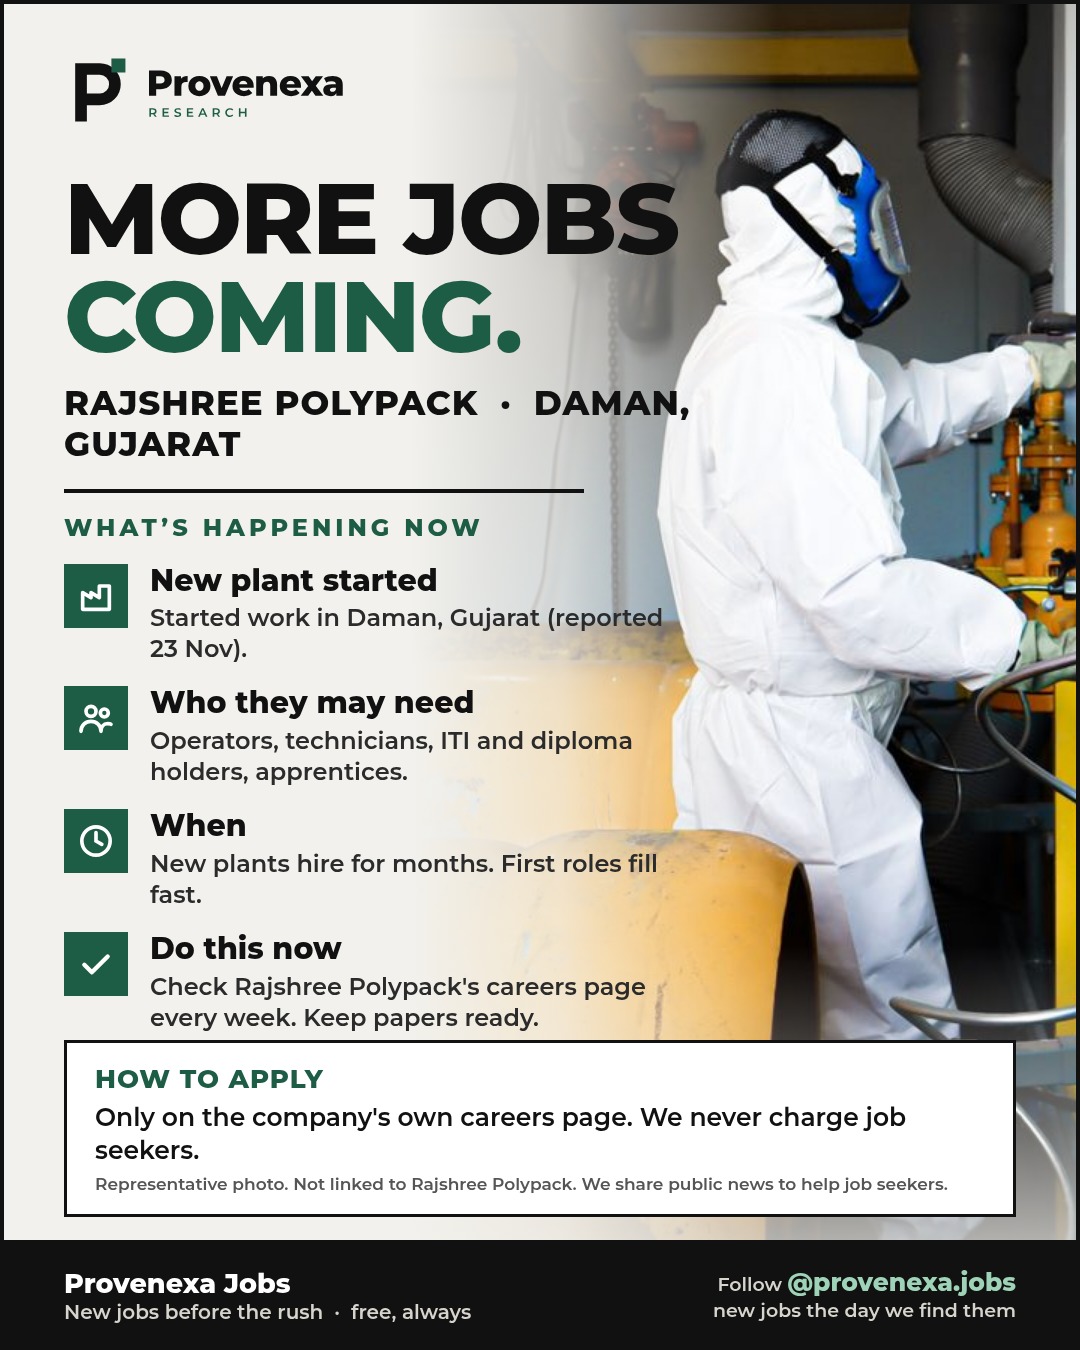 Provenexa
RESEARCH
MORE JOBS
COMING.
RAJSHREE POLYPACK · DAMAN,
GUJARAT
WHAT’S HAPPENING NOW
New plant started
Started work in Daman, Gujarat (reported
23 Nov).
Who they may need
Operators, technicians, ITI and diploma
holders, apprentices.
When
New plants hire for months. First roles fill
fast.
Do this now
Check Rajshree Polypack's careers page
every week. Keep papers ready.
HOW TO APPLY
Only on the company's own careers page. We never charge job
seekers.
Representative photo. Not linked to Rajshree Polypack. We share public news to help job seekers.
Provenexa Jobs
New jobs before the rush · free, always
Follow @provenexa.jobs
new jobs the day we find them